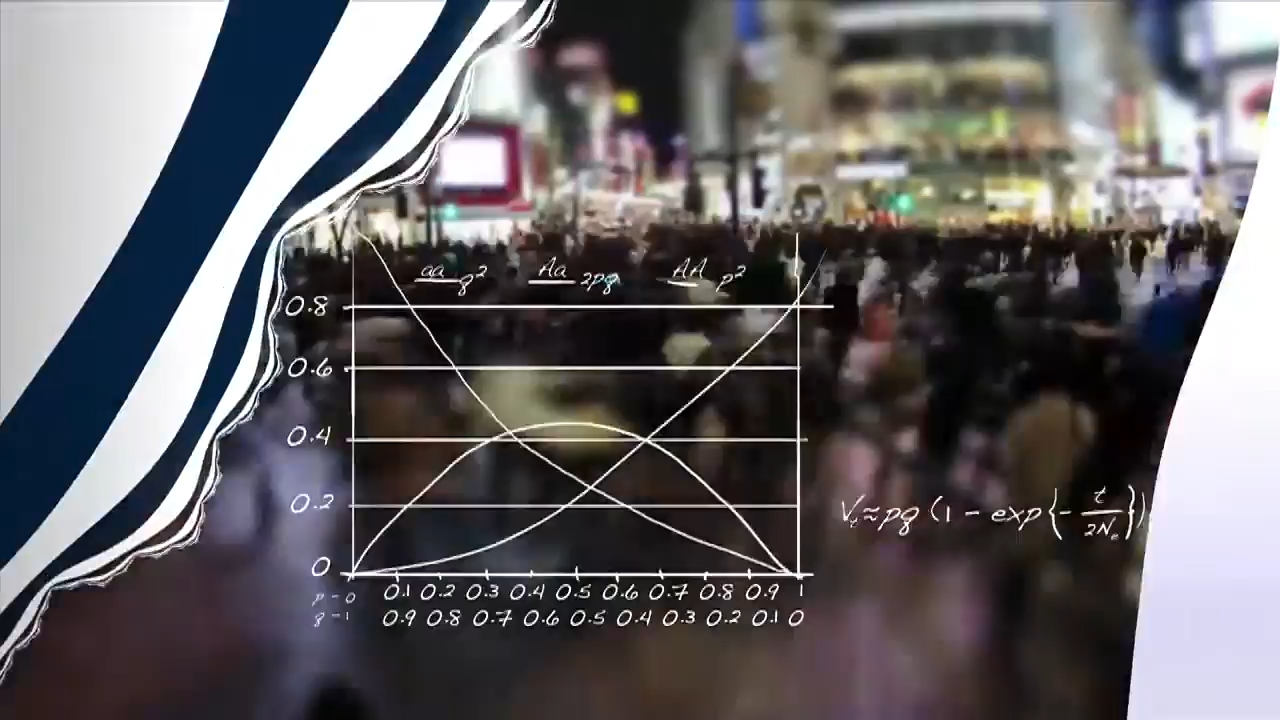 aa q² Aa 2pq AA p²
0.8
0.6
0.4
0.2
0
p - 0 0.1 0.2 0.3 0.4 0.5 0.6 0.7 0.8 0.9 1
q - 1 0.9 0.8 0.7 0.6 0.5 0.4 0.3 0.2 0.1 0
Vₜ≈pq (1 - exp{-t/2Nₑ})